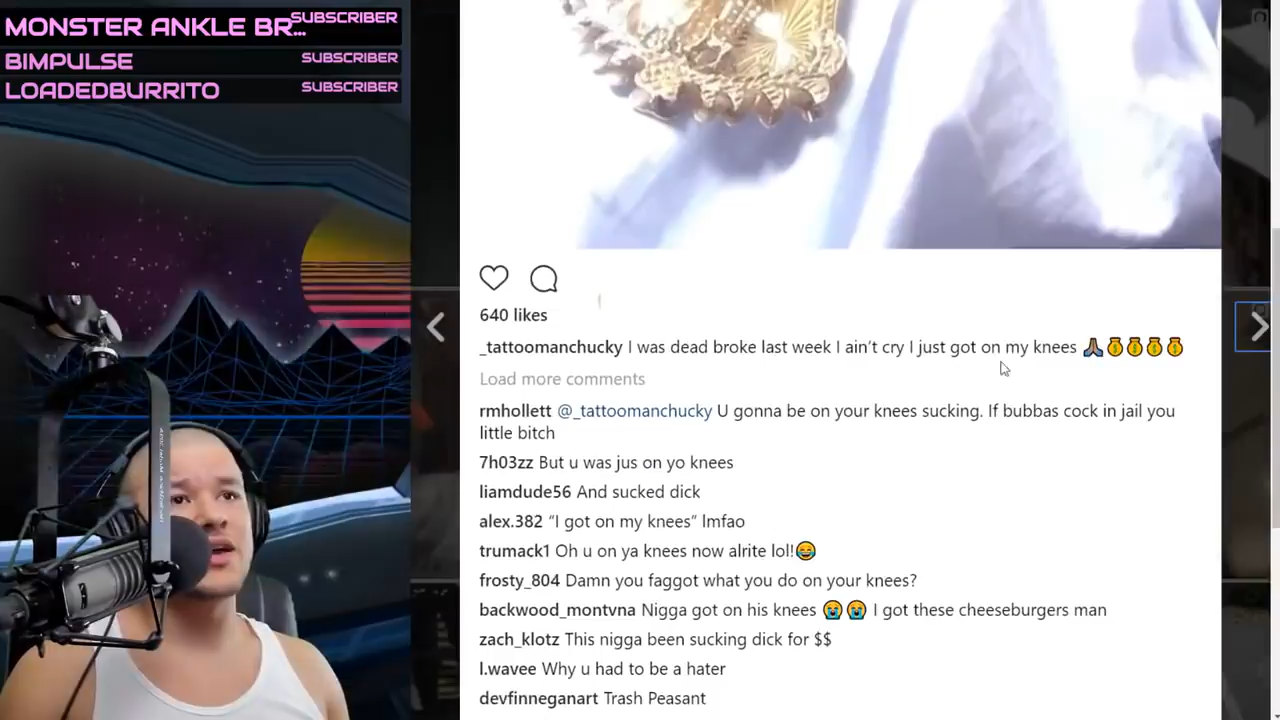 MONSTER ANKLE BR... SUBSCRIBER
BIMPULSE SUBSCRIBER
LOADEDBURRITO SUBSCRIBER
640 likes
_tattoomanchucky I was dead broke last week I ain't cry I just got on my knees 🙏🏾💰💰💰💰
Load more comments
rmhollett @_tattoomanchucky U gonna be on your knees sucking. If bubbas cock in jail you
little bitch
7h03zz But u was jus on yo knees
liamdude56 And sucked dick
alex.382 “I got on my knees” lmfao
trumack1 Oh u on ya knees now alrite lol!😂
frosty_804 Damn you faggot what you do on your knees?
backwood_montvna Nigga got on his knees 😭😭 I got these cheeseburgers man
zach_klotz This nigga been sucking dick for $$
l.wavee Why u had to be a hater
devfinneganart Trash Peasant